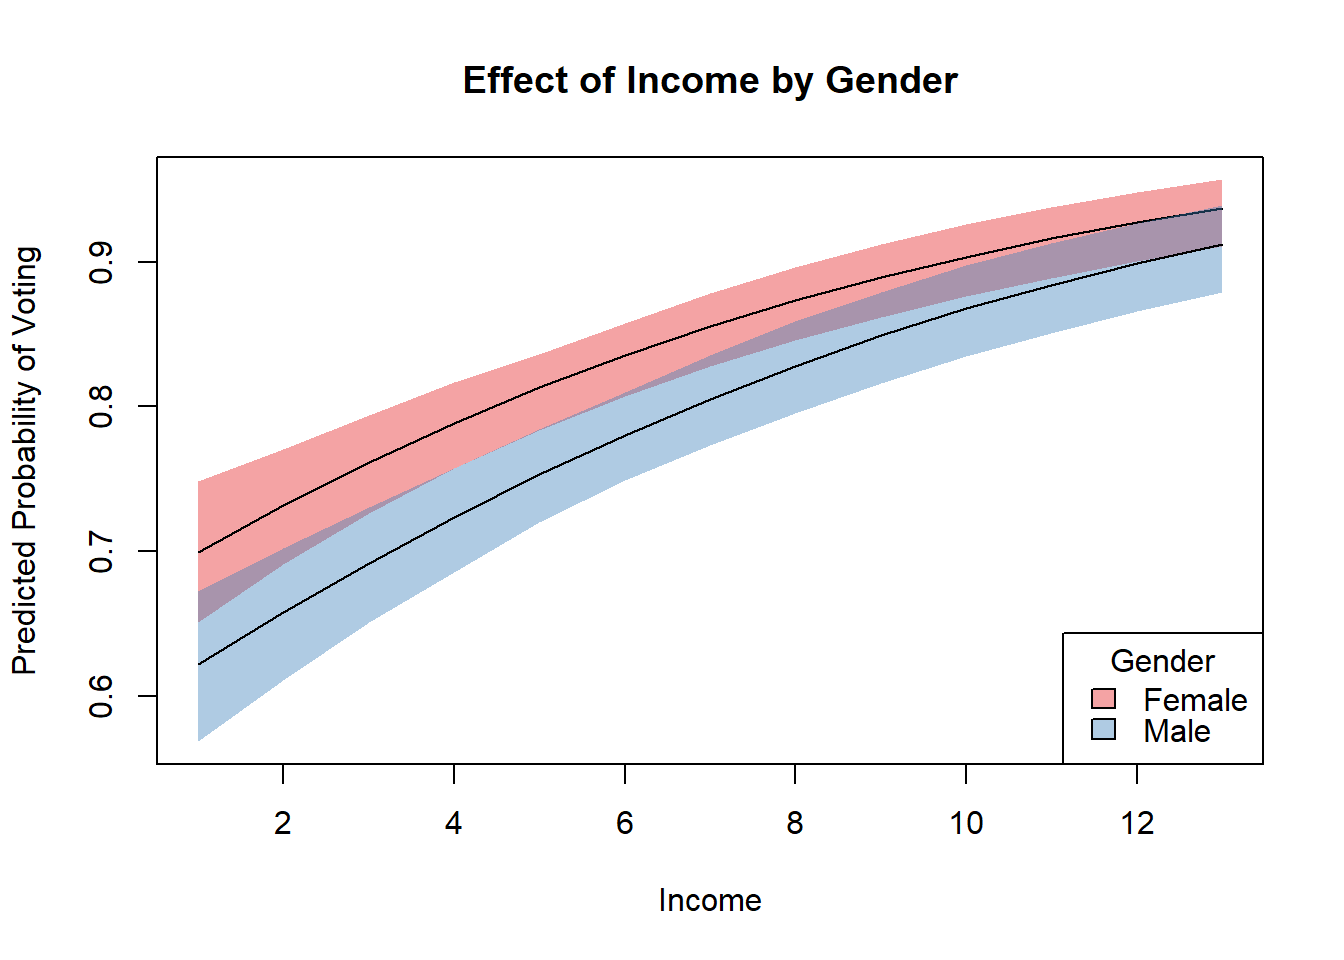 Effect of Income by Gender
Predicted Probability of Voting
0.9
0.8
0.7
0.6
2 4 6 8 10 12
Income
Gender
Female
Male